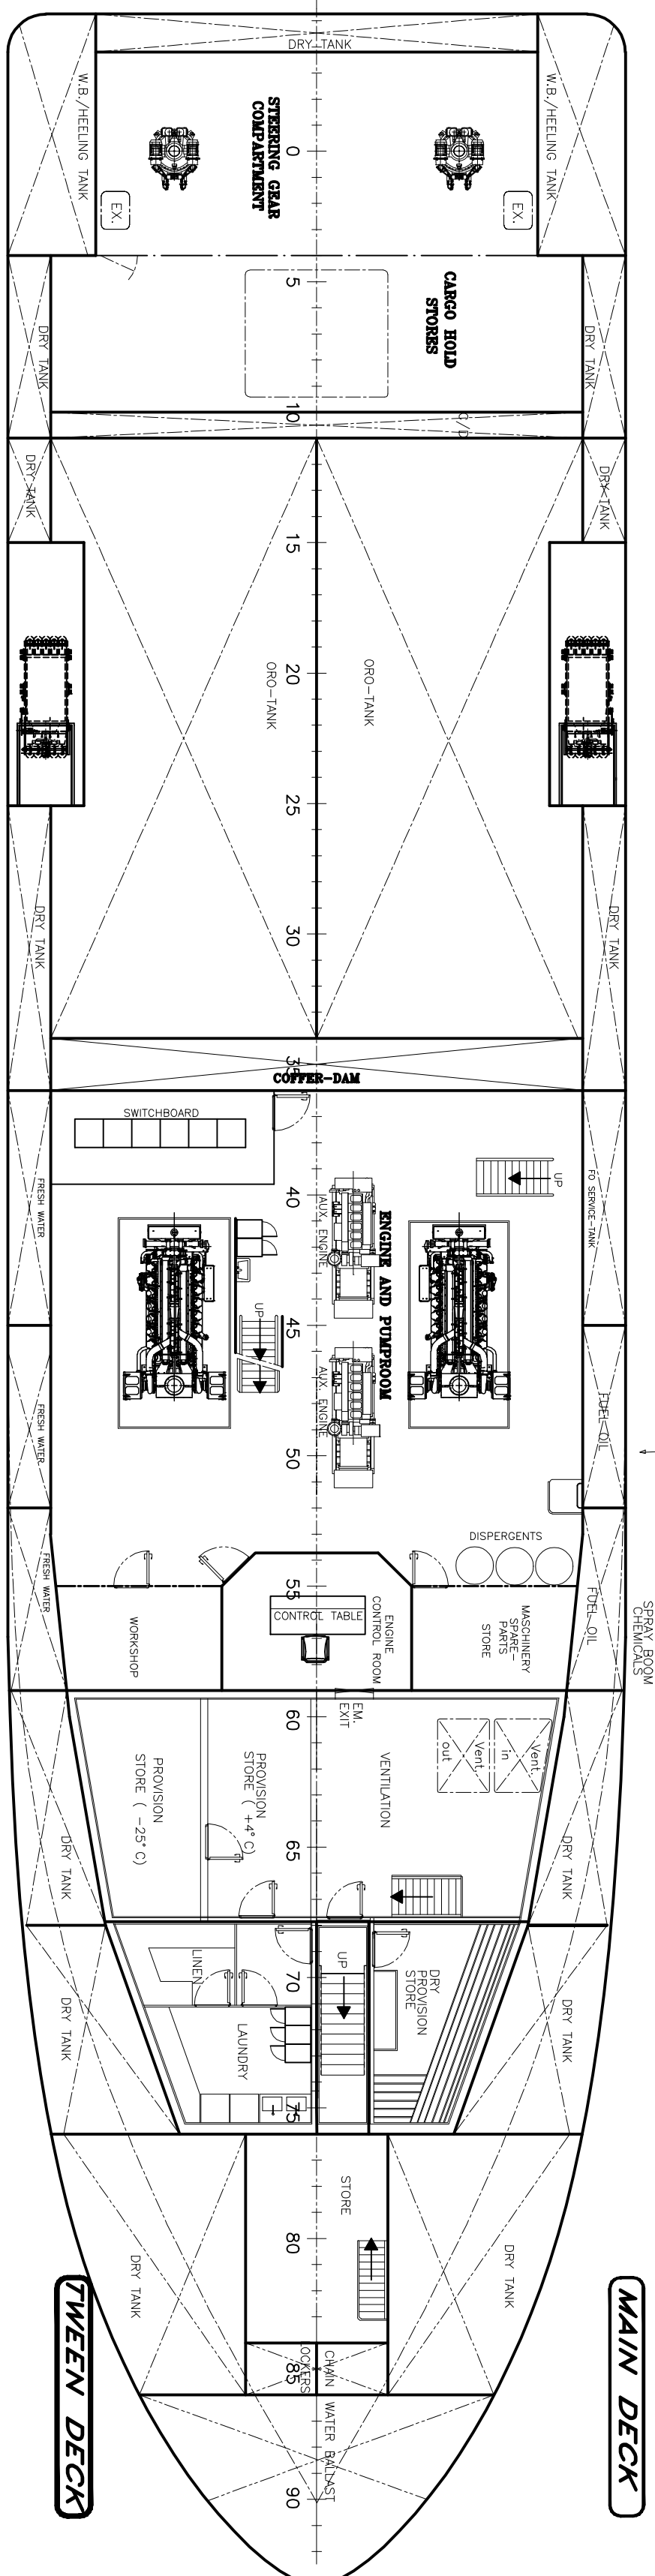 DRY TANK
W.B./HEELING TANK
W.B./HEELING TANK
STEERING GEAR
COMPARTMENT
0
EX.
EX.
5
CARGO HOLD
STORES
DRY TANK
DRY TANK
10
C/D
DRY TANK
DRY TANK
15
20
ORO-TANK
ORO-TANK
25
DRY TANK
DRY TANK
30
35
COFFER-DAM
SWITCHBOARD
UP
FRESH WATER
FO SERVICE-TANK
40
AUX. ENGINE
ENGINE AND PUMPROOM
UP
45
AUX. ENGINE
FRESH WATER
FUEL OIL
50
DISPERGENTS
FRESH WATER
FUEL OIL
55
CONTROL TABLE
ENGINE
CONTROL ROOM
WORKSHOP
MASCHINERY
SPARE-
PARTS
STORE
SPRAY BOOM
CHEMICALS
60
EM.
EXIT
Vent.
out
Vent.
in
VENTILATION
PROVISION
STORE ( -25° C)
PROVISION
STORE ( +4° C)
65
DRY TANK
DRY TANK
LINEN
70
UP
DRY
PROVISION
STORE
DRY TANK
DRY TANK
LAUNDRY
75
STORE
80
DRY TANK
DRY TANK
CHAIN
LOCKERS
85
WATER BALLAST
90
TWEEN DECK
MAIN DECK